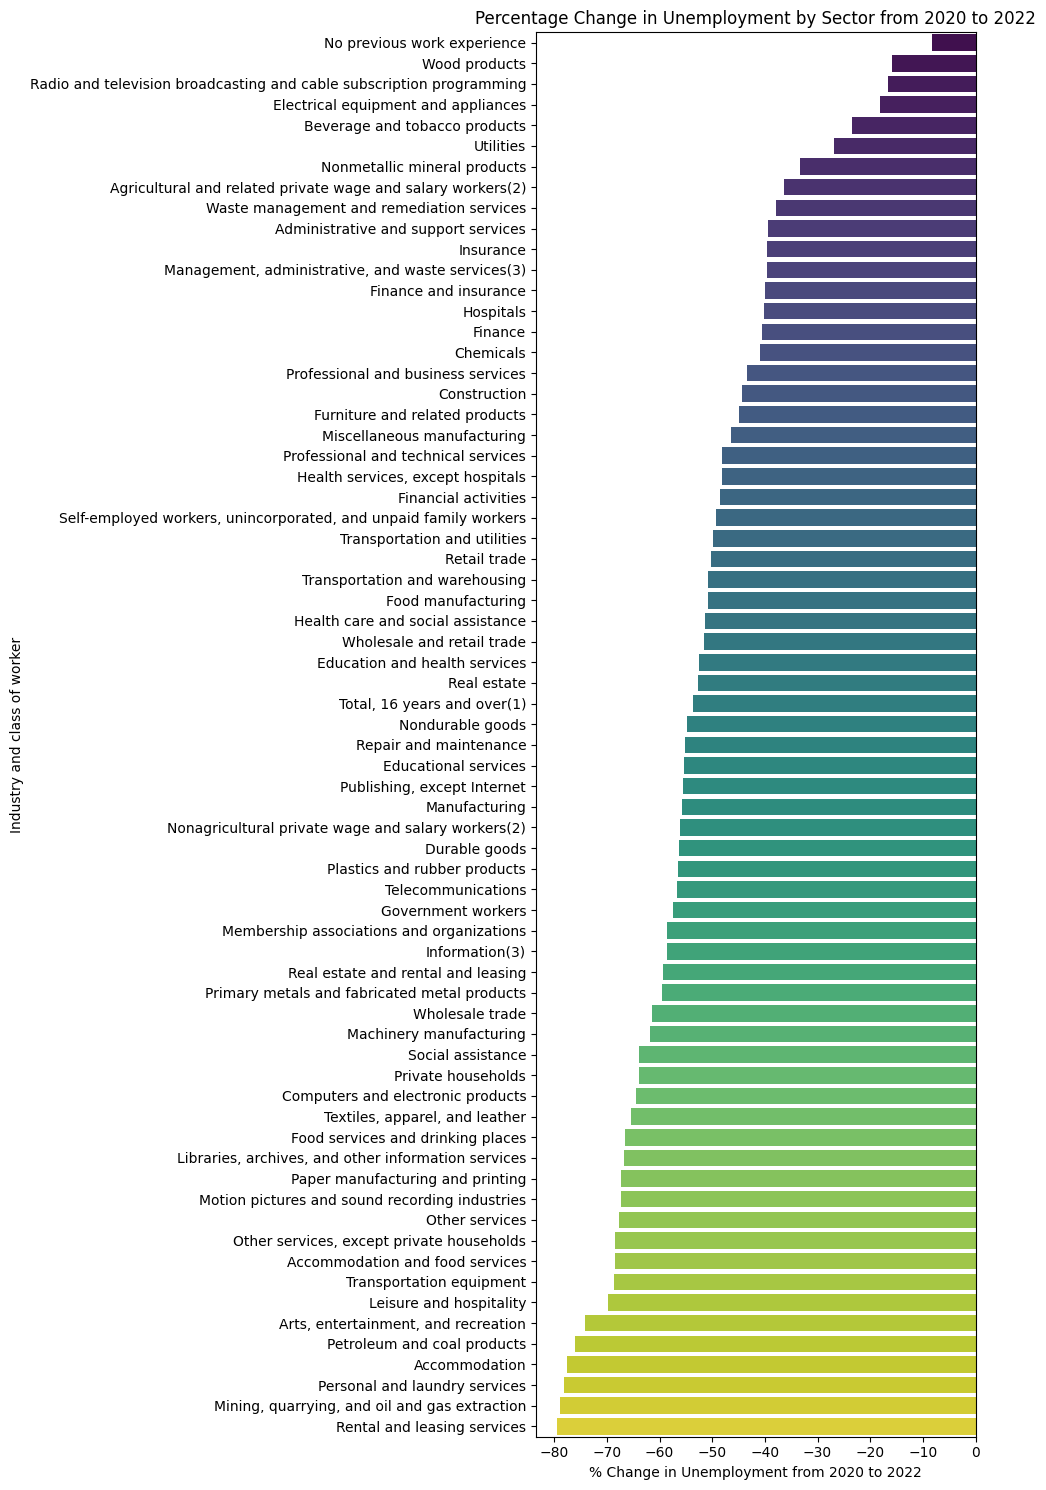 Percentage Change in Unemployment by Sector from 2020 to 2022
No previous work experience
Wood products
Radio and television broadcasting and cable subscription programming
Electrical equipment and appliances
Beverage and tobacco products
Utilities
Nonmetallic mineral products
Agricultural and related private wage and salary workers(2)
Waste management and remediation services
Administrative and support services
Insurance
Management, administrative, and waste services(3)
Finance and insurance
Hospitals
Finance
Chemicals
Professional and business services
Construction
Furniture and related products
Miscellaneous manufacturing
Professional and technical services
Health services, except hospitals
Financial activities
Self-employed workers, unincorporated, and unpaid family workers
Transportation and utilities
Retail trade
Transportation and warehousing
Food manufacturing
Health care and social assistance
Wholesale and retail trade
Education and health services
Real estate
Total, 16 years and over(1)
Nondurable goods
Repair and maintenance
Educational services
Publishing, except Internet
Manufacturing
Nonagricultural private wage and salary workers(2)
Durable goods
Plastics and rubber products
Telecommunications
Government workers
Membership associations and organizations
Information(3)
Real estate and rental and leasing
Primary metals and fabricated metal products
Wholesale trade
Machinery manufacturing
Social assistance
Private households
Computers and electronic products
Textiles, apparel, and leather
Food services and drinking places
Libraries, archives, and other information services
Paper manufacturing and printing
Motion pictures and sound recording industries
Other services
Other services, except private households
Accommodation and food services
Transportation equipment
Leisure and hospitality
Arts, entertainment, and recreation
Petroleum and coal products
Accommodation
Personal and laundry services
Mining, quarrying, and oil and gas extraction
Rental and leasing services
Industry and class of worker
−80 −70 −60 −50 −40 −30 −20 −10 0
% Change in Unemployment from 2020 to 2022